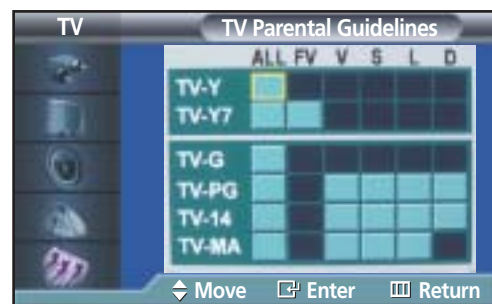 TV TV Parental Guidelines
ALL FV V S L D
TV-Y
TV-Y7
TV-G
TV-PG
TV-14
TV-MA
Move Enter Return